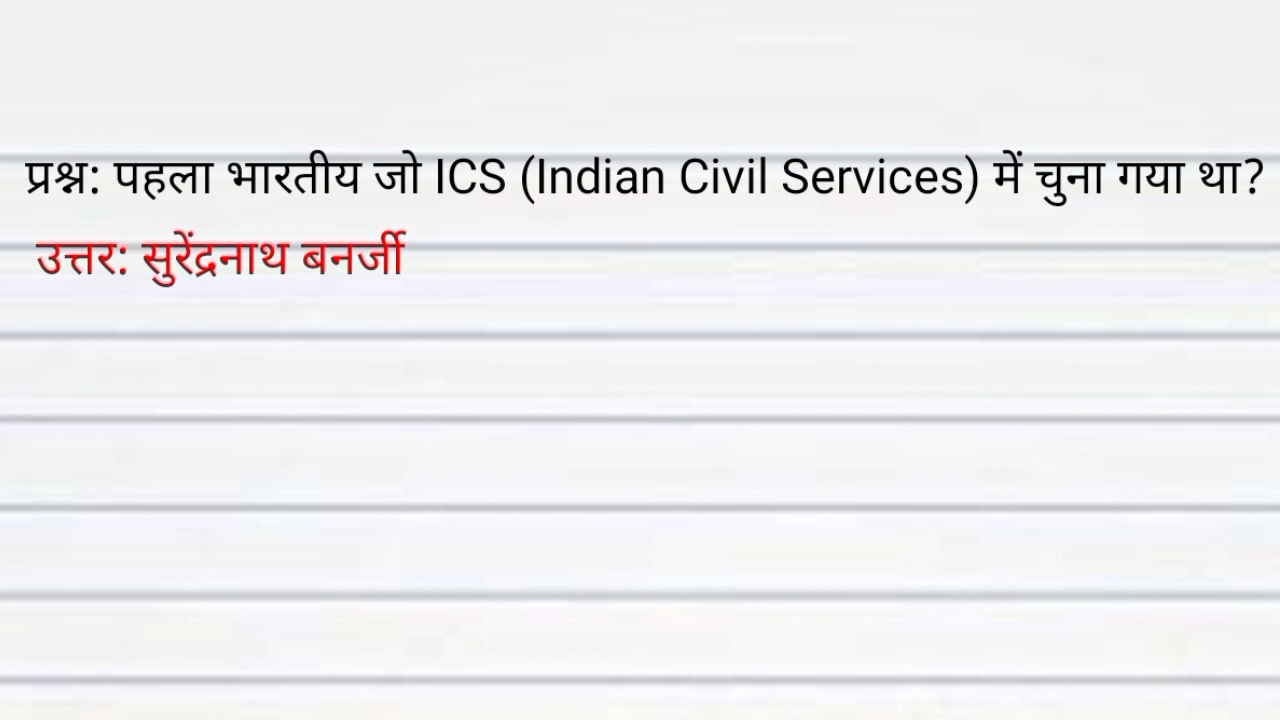 प्रश्न: पहला भारतीय जो ICS (Indian Civil Services) में चुना गया था?
उत्तर: सुरेंद्रनाथ बनर्जी